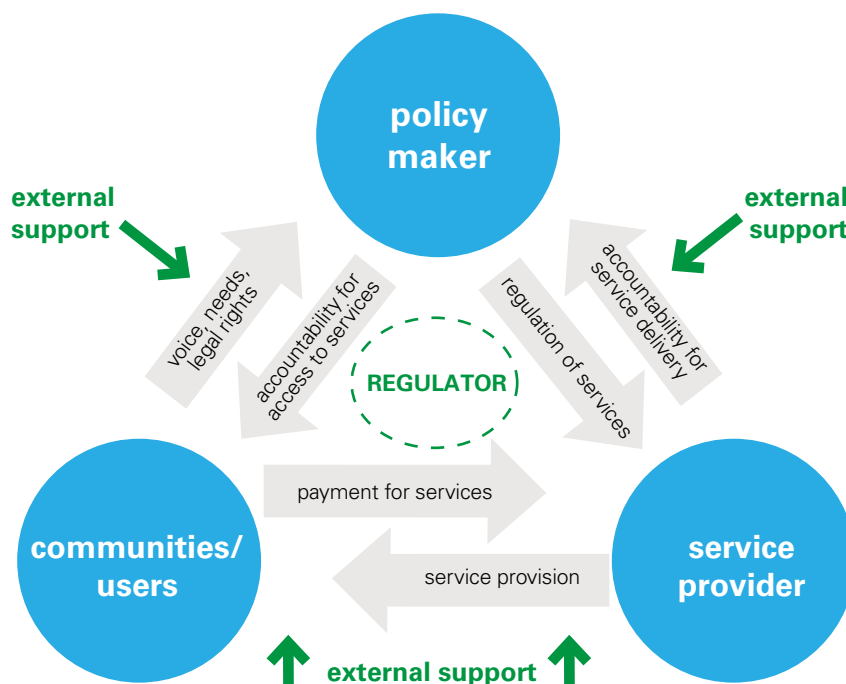 policy
maker
external
support
external
support
voice, needs,
legal rights
accountability for
access to services
regulation of services
accountability for
service delivery
REGULATOR
payment for services
communities/
users
service
provider
service provision
external support